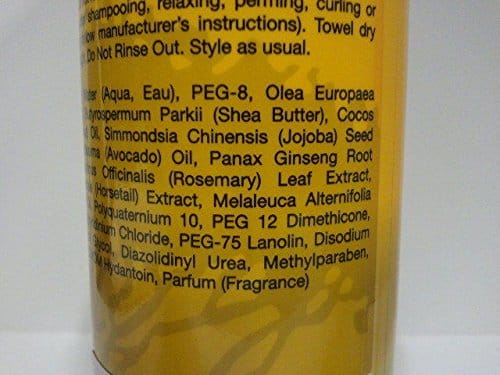 shampooing, relaxing, perming, curling or
manufacturer's instructions). Towel dry
Do Not Rinse Out. Style as usual.
(Aqua, Eau), PEG-8, Olea Europaea
Parkii (Shea Butter), Cocos
Oil, Simmondsia Chinensis (Jojoba) Seed
(Avocado) Oil, Panax Ginseng Root
Officinalis (Rosemary) Leaf Extract,
(Horsetail) Extract, Melaleuca Alternifolia
Polyquaternium 10, PEG 12 Dimethicone,
Chloride, PEG-75 Lanolin, Disodium
Glycol, Diazolidinyl Urea, Methylparaben,
Hydantoin, Parfum (Fragrance)